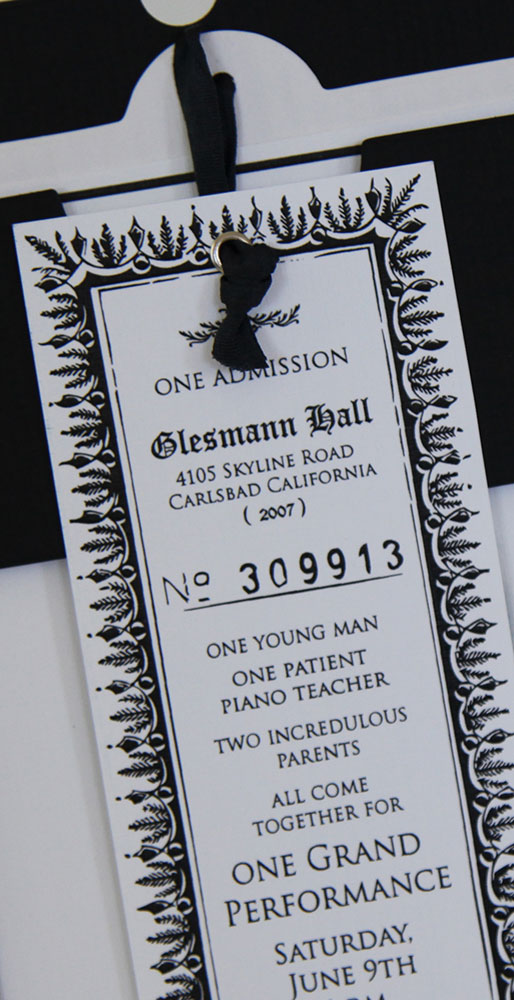 ONE ADMISSION
Glesmann Hall
4105 SKYLINE ROAD
CARLSBAD CALIFORNIA
( 2007 )
Nº 309913
ONE YOUNG MAN
ONE PATIENT
PIANO TEACHER
TWO INCREDULOUS
PARENTS
ALL COME
TOGETHER FOR
ONE GRAND
PERFORMANCE
SATURDAY,
JUNE 9TH